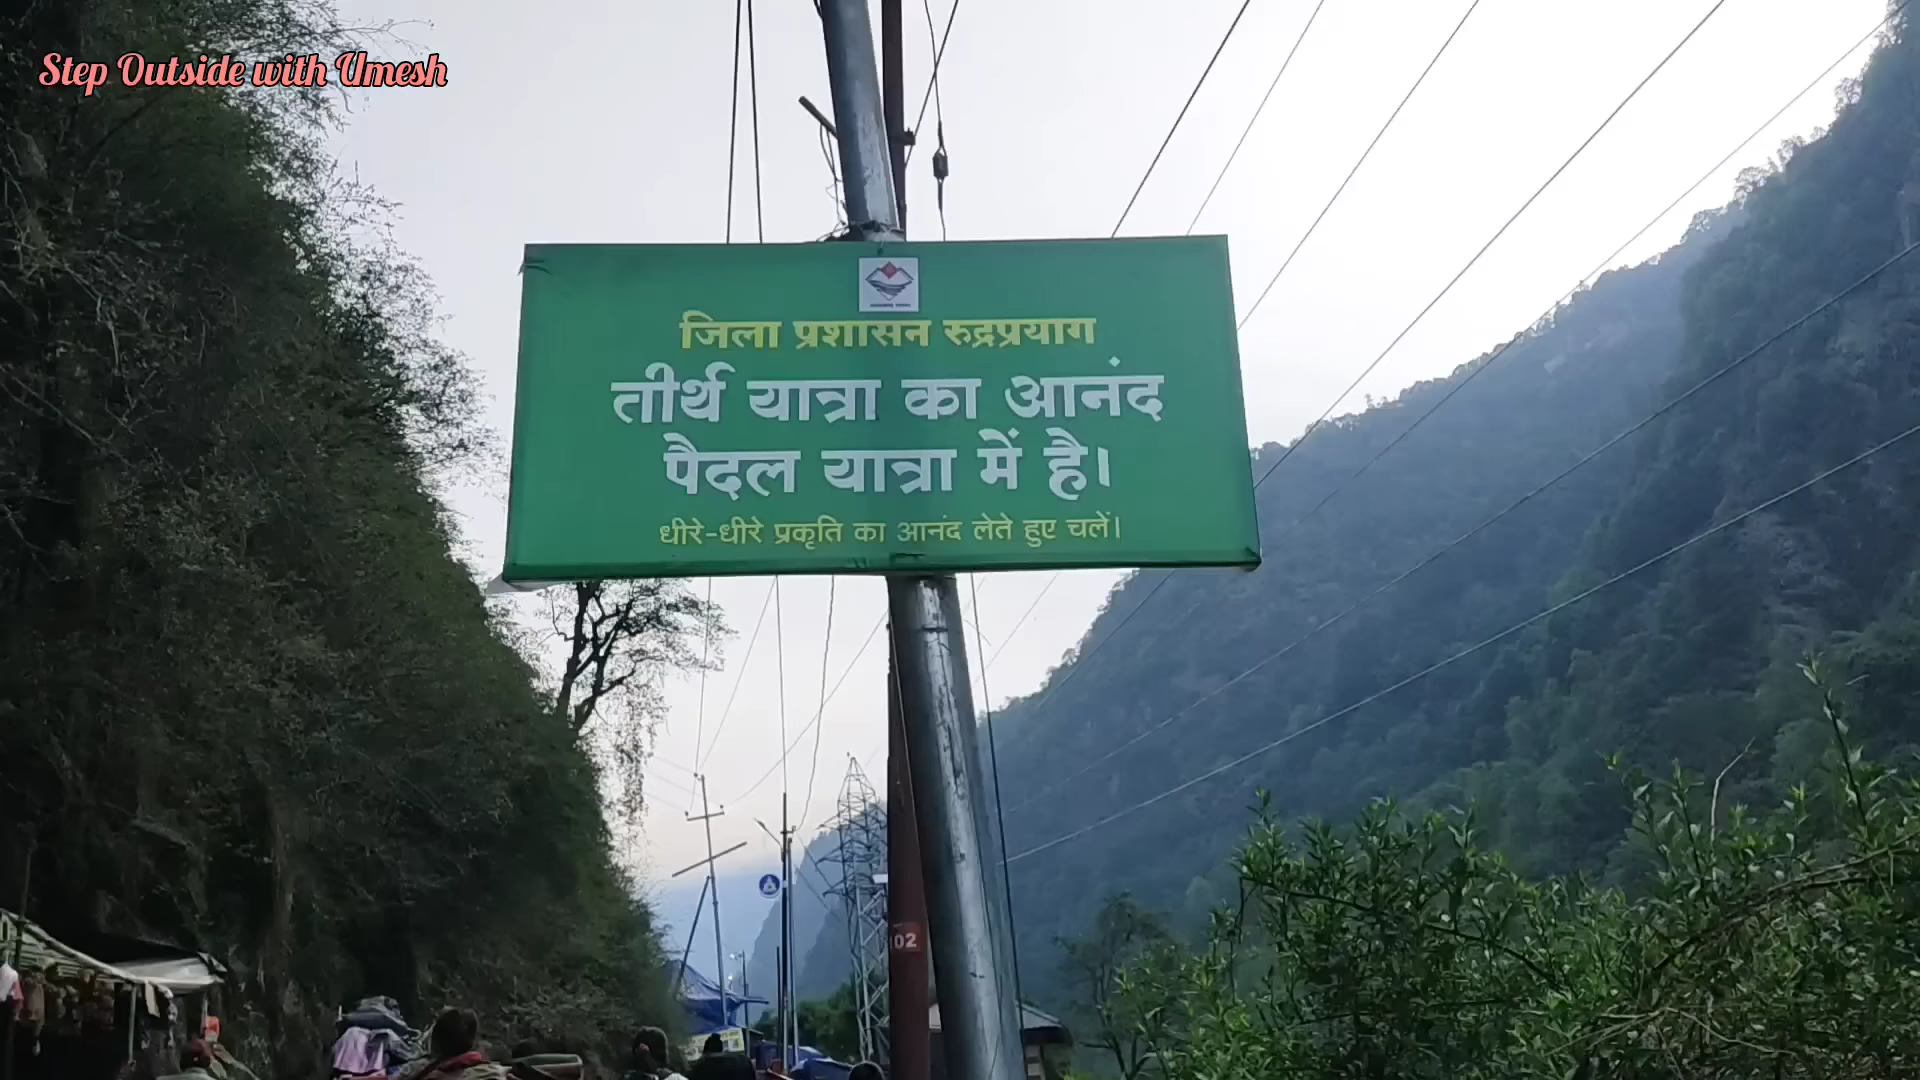 Step Outside with Umesh
जिला प्रशासन रुद्रप्रयाग
तीर्थ यात्रा का आनंद
पैदल यात्रा में है।
धीरे-धीरे प्रकृति का आनंद लेते हुए चलें।
102